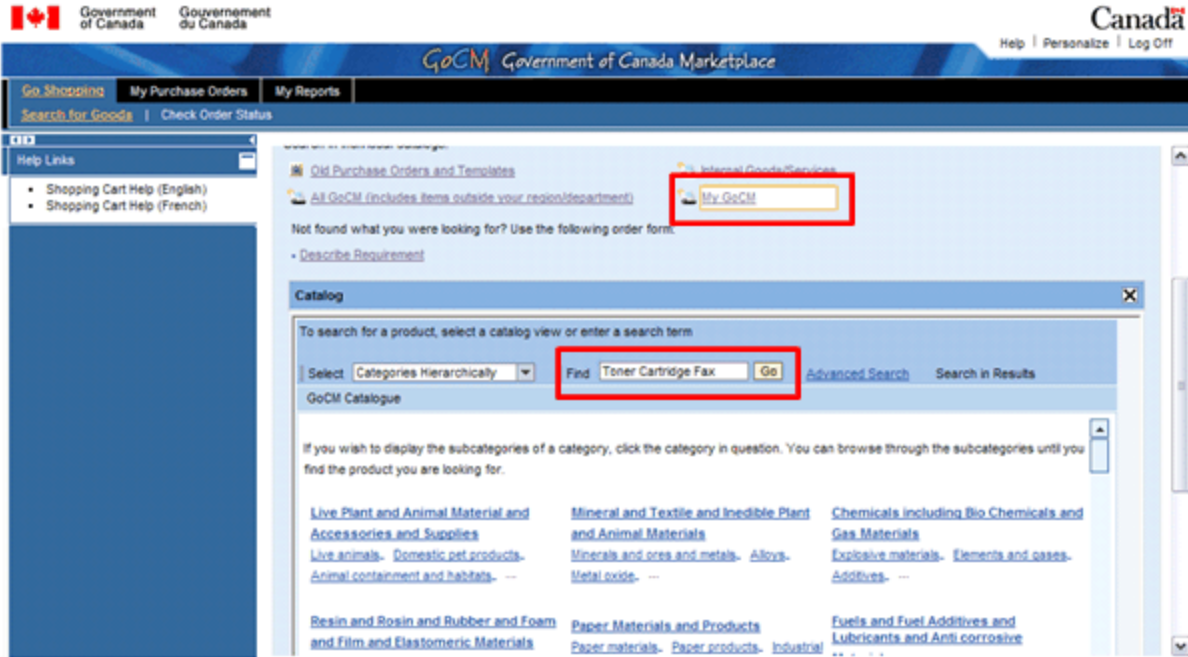 Government of Canada
Gouvernement du Canada
Canada
Help | Personalize | Log Off
GoCM Government of Canada Marketplace
Go Shopping My Purchase Orders My Reports
Search for Goods | Check Order Status
Help Links
• Shopping Cart Help (English)
• Shopping Cart Help (French)
Search in individual catalogs:
Old Purchase Orders and Templates Internal Goods/Services
All GoCM (includes items outside your region/department) My GoCM
Not found what you were looking for? Use the following order form:
• Describe Requirement
Catalog
To search for a product, select a catalog view or enter a search term
Select Categories Hierarchically Find Toner Cartridge Fax Go Advanced Search Search in Results
GoCM Catalogue
If you wish to display the subcategories of a category, click the category in question. You can browse through the subcategories until you
find the product you are looking for.
Live Plant and Animal Material and
Accessories and Supplies
Live animals, Domestic pet products,
Animal containment and habitats, ...
Mineral and Textile and Inedible Plant
and Animal Materials
Minerals and ores and metals, Alloys,
Metal oxide, ...
Chemicals including Bio Chemicals and
Gas Materials
Explosive materials, Elements and gases,
Additives, ...
Resin and Rosin and Rubber and Foam
and Film and Elastomeric Materials
Paper Materials and Products
Paper materials, Paper products, Industrial
Fuels and Fuel Additives and
Lubricants and Anti corrosive